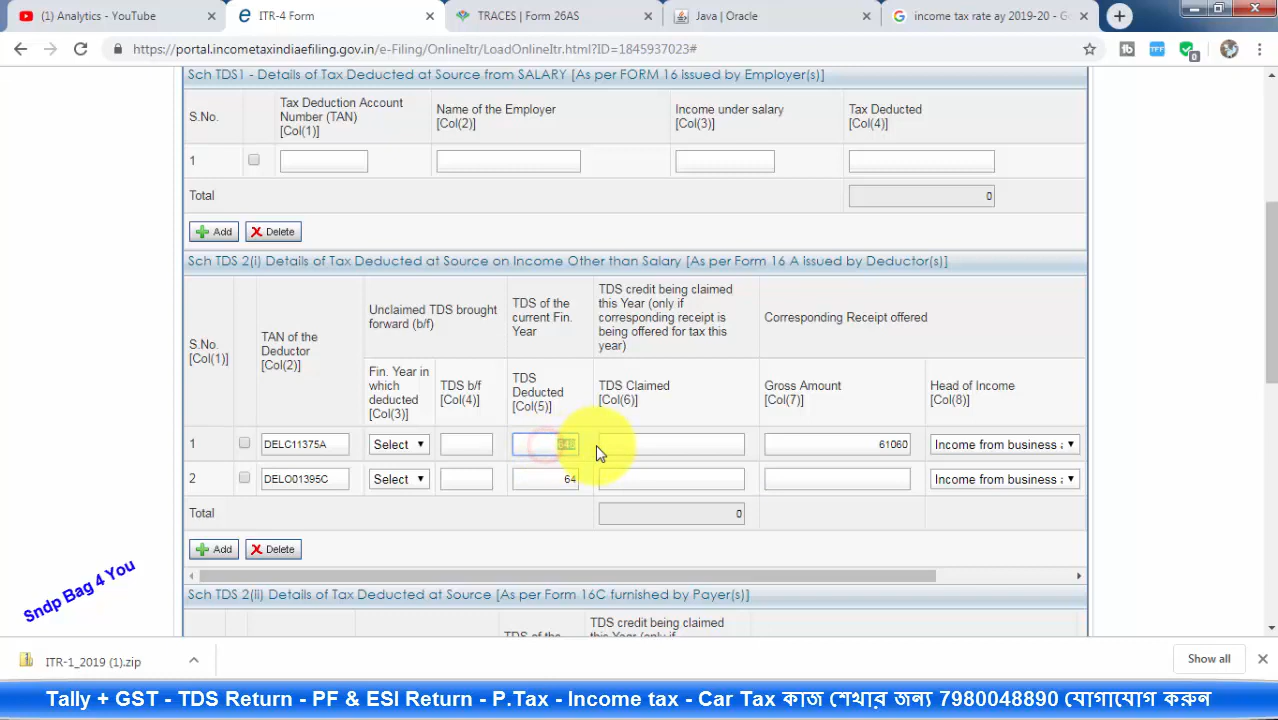 (1) Analytics - YouTube
ITR-4 Form
TRACES | Form 26AS
Java | Oracle
income tax rate ay 2019-20 - G
https://portal.incometaxindiaefiling.gov.in/e-Filing/OnlineItr/LoadOnlineItr.html?ID=1845937023#
Sch TDS1 - Details of Tax Deducted at Source from SALARY [As per FORM 16 issued by Employer(s)]
S.No.
Tax Deduction Account Number (TAN) [Col(1)]
Name of the Employer [Col(2)]
Income under salary [Col(3)]
Tax Deducted [Col(4)]
1
Total 0
Add Delete
Sch TDS 2(i) Details of Tax Deducted at Source on Income Other than Salary [As per Form 16 A issued by Deductor(s)]
S.No. [Col(1)]
TAN of the Deductor [Col(2)]
Unclaimed TDS brought forward (b/f)
TDS of the current Fin. Year
TDS credit being claimed this Year (only if corresponding receipt is being offered for tax this year)
Corresponding Receipt offered
Fin. Year in which deducted [Col(3)]
TDS b/f [Col(4)]
TDS Deducted [Col(5)]
TDS Claimed [Col(6)]
Gross Amount [Col(7)]
Head of Income [Col(8)]
1 DELC11375A Select 61060 Income from business
2 DELO01395C Select 64 Income from business
Total 0
Add Delete
Sch TDS 2(ii) Details of Tax Deducted at Source [As per Form 16C furnished by Payer(s)]
TDS credit being claimed
TDS of the this Year (only if
Sndp Bag 4 You
ITR-1_2019 (1).zip
Show all
Tally + GST - TDS Return - PF & ESI Return - P.Tax - Income tax - Car Tax কাজ শেখার জন্য 7980048890 যোগাযোগ করুন